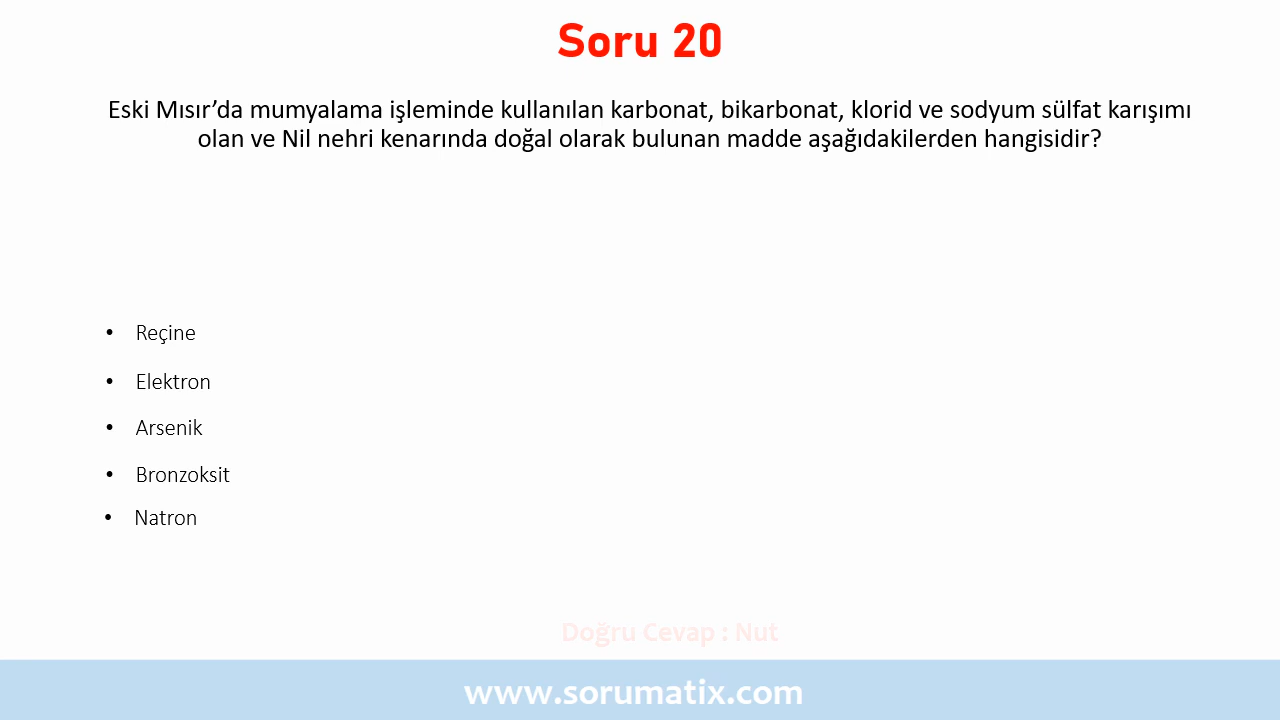 Soru 20
Eski Mısır’da mumyalama işleminde kullanılan karbonat, bikarbonat, klorid ve sodyum sülfat karışımı
olan ve Nil nehri kenarında doğal olarak bulunan madde aşağıdakilerden hangisidir?
• Reçine
• Elektron
• Arsenik
• Bronzoksit
• Natron
Doğru Cevap : Nut
www.sorumatix.com